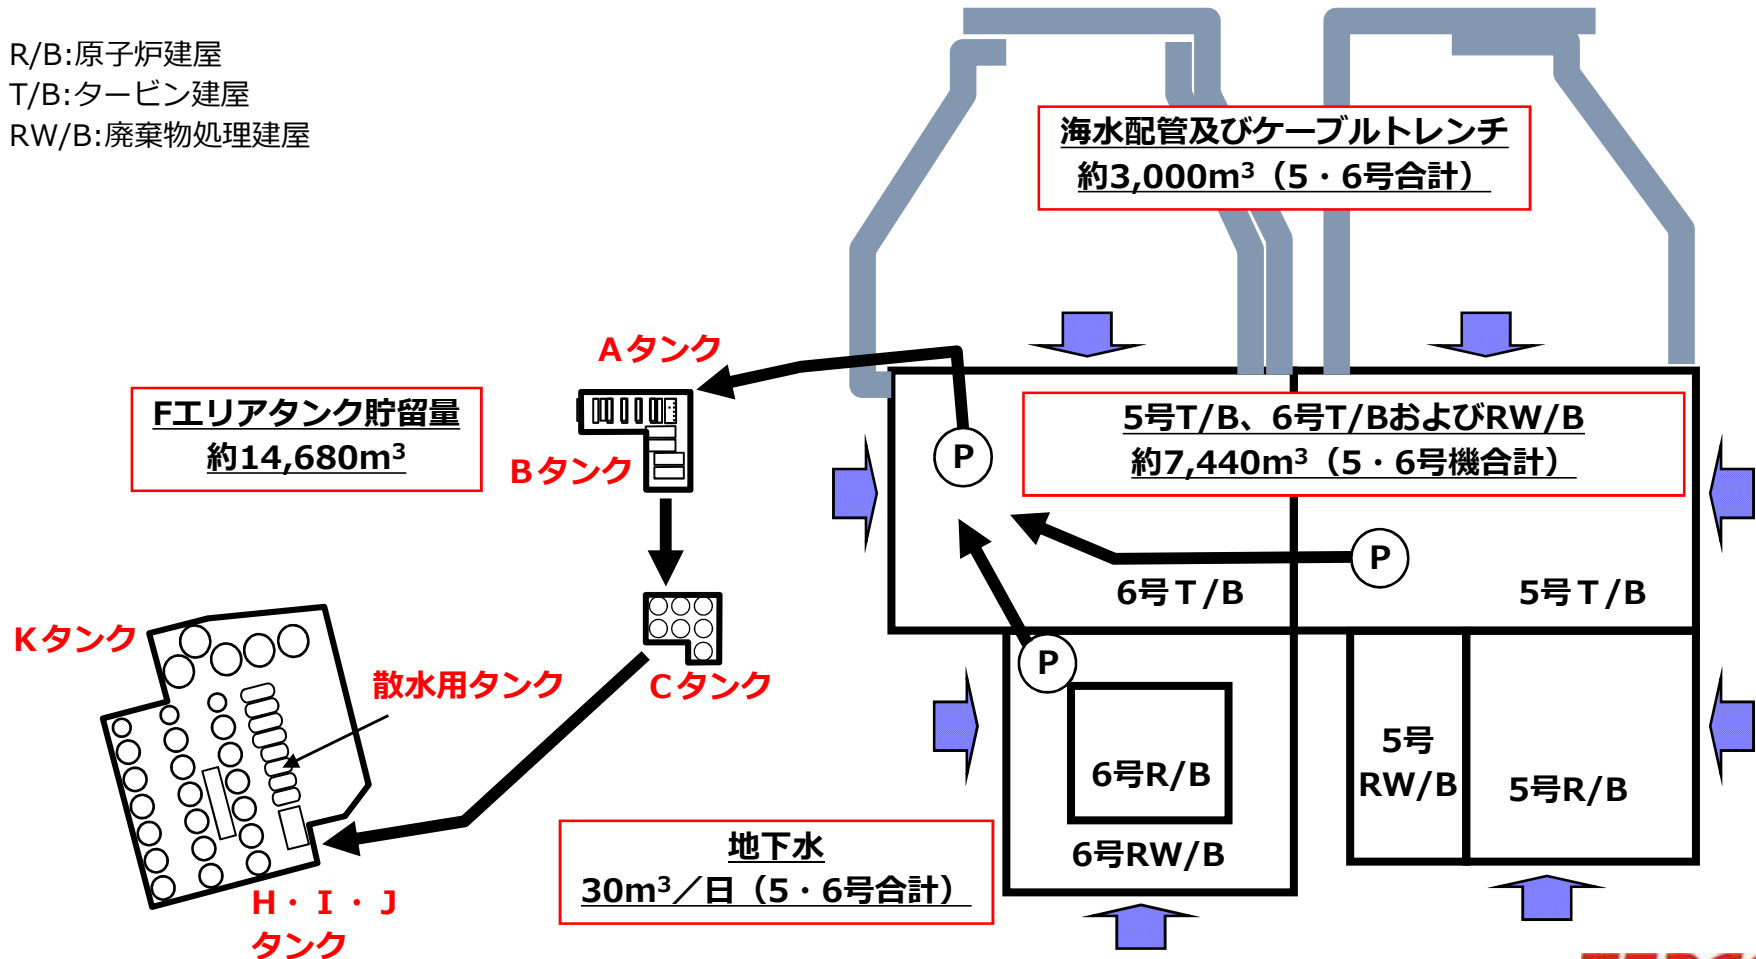 R/B:原子炉建屋
T/B:タービン建屋
RW/B:廃棄物処理建屋
海水配管及びケーブルトレンチ
約3,000m³（5・6号合計）
Aタンク
Fエリアタンク貯留量
約14,680m³
Bタンク
P
5号T/B、6号T/BおよびRW/B
約7,440m³（5・6号機合計）
P
6号T/B
5号T/B
Kタンク
散水用タンク
Cタンク
P
5号
RW/B
6号R/B
5号R/B
6号RW/B
地下水
30m³／日（5・6号合計）
H・I・J
タンク